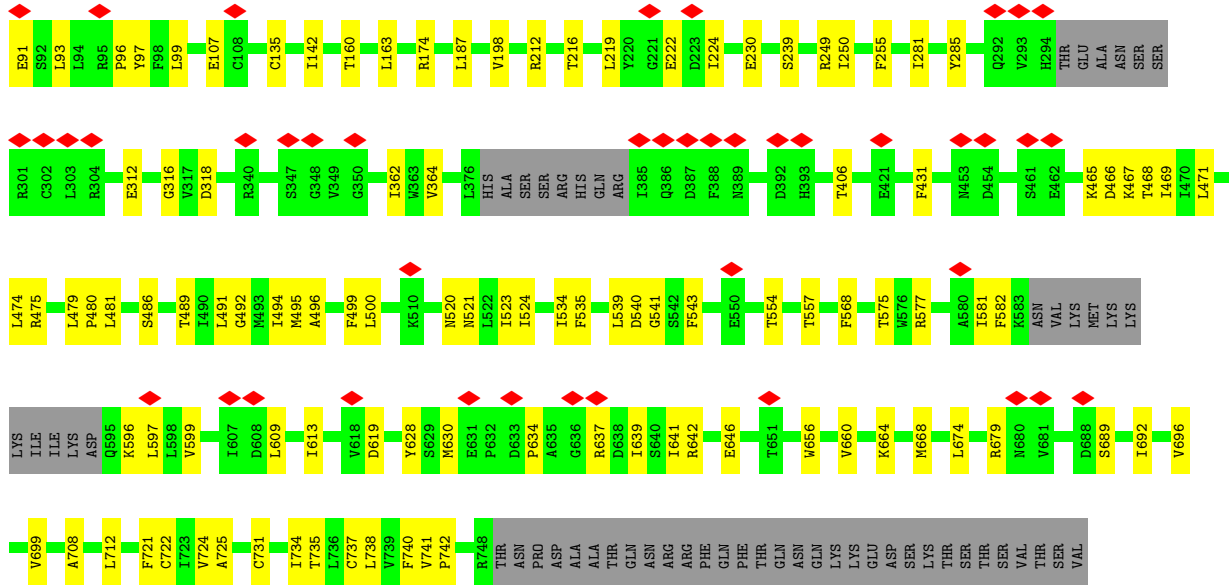 E91 S92 L93 L94 R95 P96 Y97 F98 L99 E107 C108 C135 I142 T160 L163 R174 L187 V198 R212 T216 L219 Y220 G221 E222 D223 I224 E230 S239 R249 I250 F255 I281 Y285 Q292 V293 H294 THR GLU ALA ASN SER SER
R301 C302 L303 R304 E312 G316 V317 D318 R340 S347 G348 V349 G350 I362 W363 V364 L376 HIS ALA SER SER ARG HIS GLN ARG I385 Q386 D387 F388 N389 D392 H393 T406 E421 F431 N453 D454 S461 E462 K465 D466 K467 T468 I469 I470 L471
L474 R475 L479 P480 L481 S486 T489 I490 L491 G492 M493 I494 M495 A496 F499 L500 K510 N520 N521 L522 I523 I524 I534 F535 L539 D540 G541 S542 F543 E550 T554 T557 F568 T575 W576 R577 A580 I581 F582 K583 ASN VAL LYS MET LYS LYS
LYS ILE ILE LYS ASP Q595 K596 L597 L598 V599 I607 D608 L609 I613 V618 D619 Y628 S629 M630 E631 P632 D633 P634 A635 G636 R637 D638 I639 S640 I641 R642 E646 T651 W656 V660 K664 M668 L674 R679 N680 V681 D688 S689 I692 V696
V699 A708 L712 F721 C722 I723 V724 A725 C731 I734 T735 L736 C737 L738 V739 F740 V741 P742 R748 THR ASN PRO ASP ALA ALA THR GLN ASN ARG ARG PHE GLN PHE THR GLN ASN GLN LYS LYS GLU ASP SER LYS THR SER THR SER VAL THR SER VAL